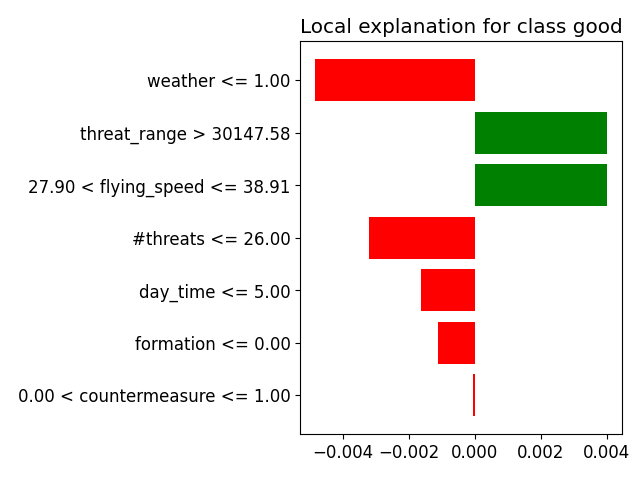 Local explanation for class good
weather <= 1.00
threat_range > 30147.58
27.90 < flying_speed <= 38.91
#threats <= 26.00
day_time <= 5.00
formation <= 0.00
0.00 < countermeasure <= 1.00
−0.004 −0.002 0.000 0.002 0.004